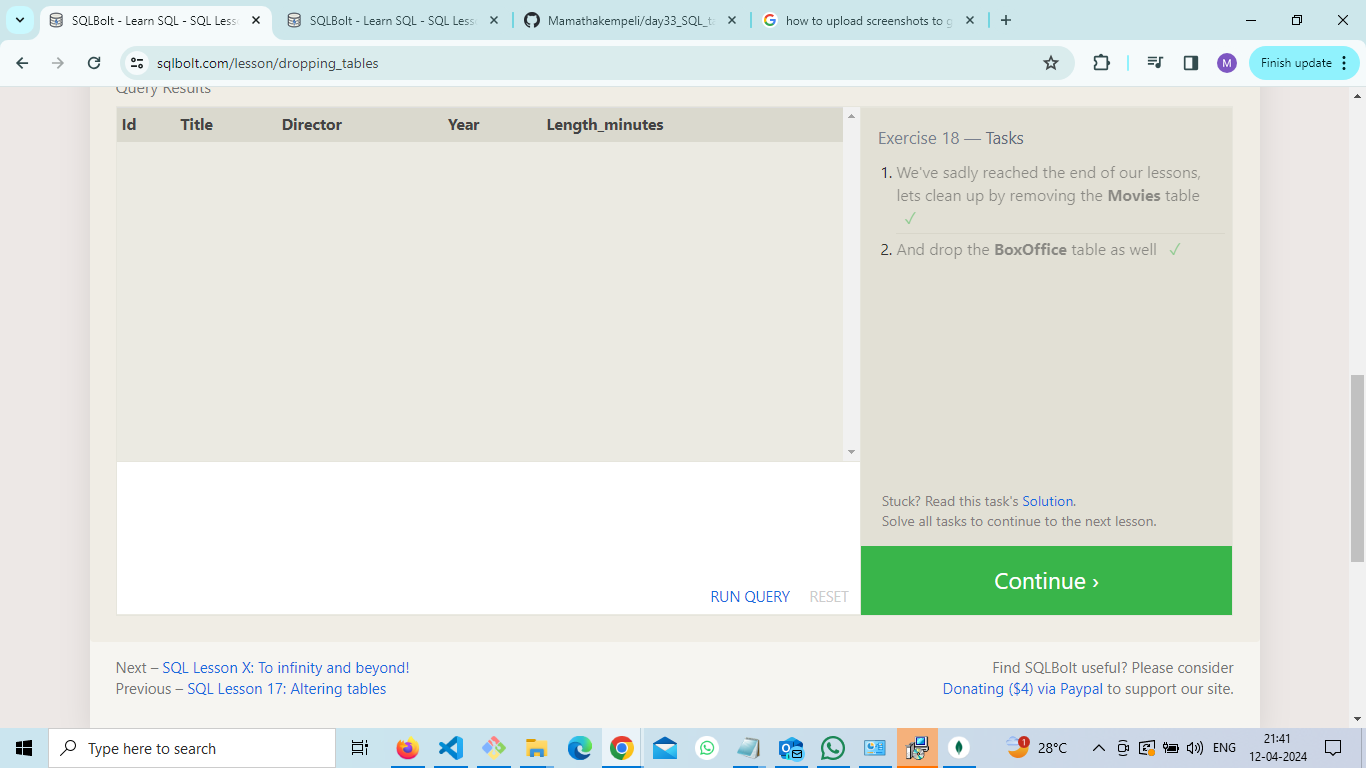 SQLBolt - Learn SQL - SQL Lesso
SQLBolt - Learn SQL - SQL Lesso
Mamathakempeli/day33_SQL_ta
how to upload screenshots to g
sqlbolt.com/lesson/dropping_tables
M
Finish update
Query Results
Id Title Director Year Length_minutes
Exercise 18 — Tasks
1. We've sadly reached the end of our lessons,
lets clean up by removing the Movies table
✓
2. And drop the BoxOffice table as well ✓
Stuck? Read this task's Solution.
Solve all tasks to continue to the next lesson.
RUN QUERY RESET
Continue ›
Next – SQL Lesson X: To infinity and beyond!
Previous – SQL Lesson 17: Altering tables
Find SQLBolt useful? Please consider
Donating ($4) via Paypal to support our site.
Type here to search
1
28°C
ENG
21:41
12-04-2024